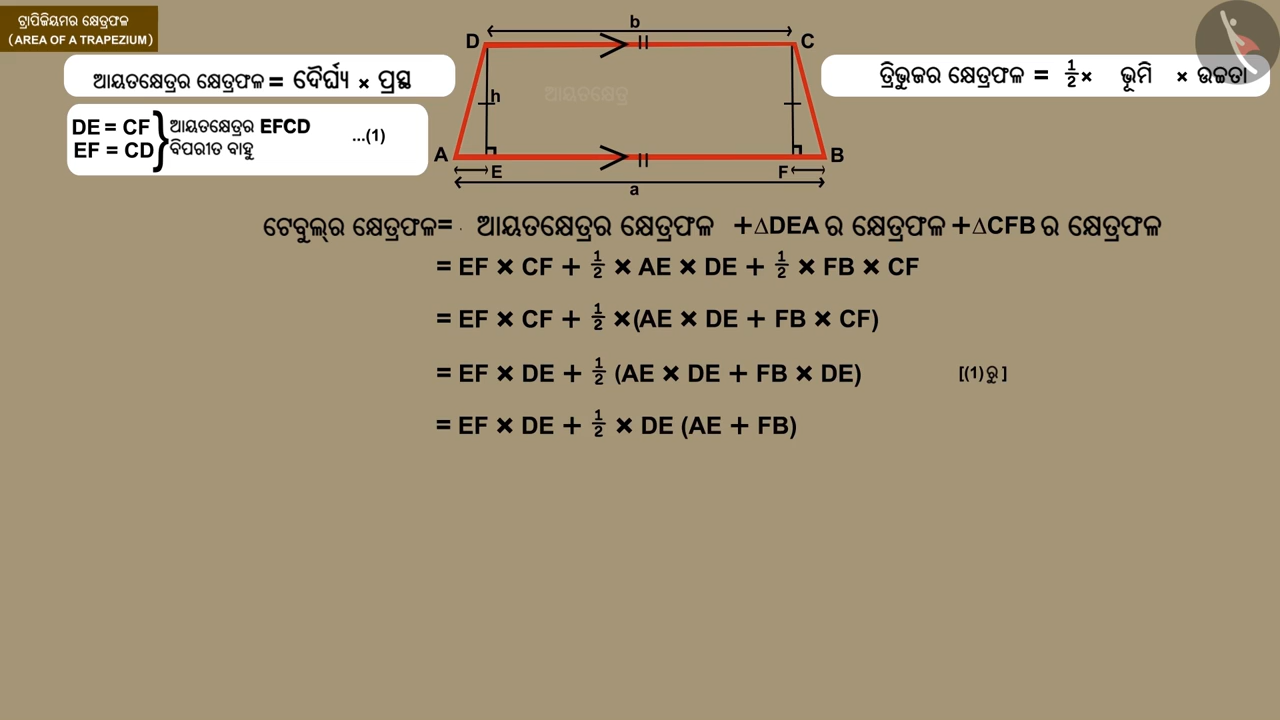 ଟ୍ରାପିଜିୟମର କ୍ଷେତ୍ରଫଳ
(AREA OF A TRAPEZIUM)
ଆୟତକ୍ଷେତ୍ରର କ୍ଷେତ୍ରଫଳ = ଦୈର୍ଘ୍ୟ × ପ୍ରସ୍ଥ
DE = CF } ଆୟତକ୍ଷେତ୍ରର EFCD
EF = CD } ବିପରୀତ ବାହୁ ...(1)
b
D C
h
ଆୟତକ୍ଷେତ୍ର
A E F B
a
ତ୍ରିଭୁଜର କ୍ଷେତ୍ରଫଳ = 1/2 × ଭୂମି × ଉଚ୍ଚତା
ଟେବୁଲ୍‌ର କ୍ଷେତ୍ରଫଳ = ଆୟତକ୍ଷେତ୍ରର କ୍ଷେତ୍ରଫଳ + ΔDEA ର କ୍ଷେତ୍ରଫଳ + ΔCFB ର କ୍ଷେତ୍ରଫଳ
= EF × CF + 1/2 × AE × DE + 1/2 × FB × CF
= EF × CF + 1/2 ×(AE × DE + FB × CF)
= EF × DE + 1/2 (AE × DE + FB × DE) [(1) ରୁ ]
= EF × DE + 1/2 × DE (AE + FB)